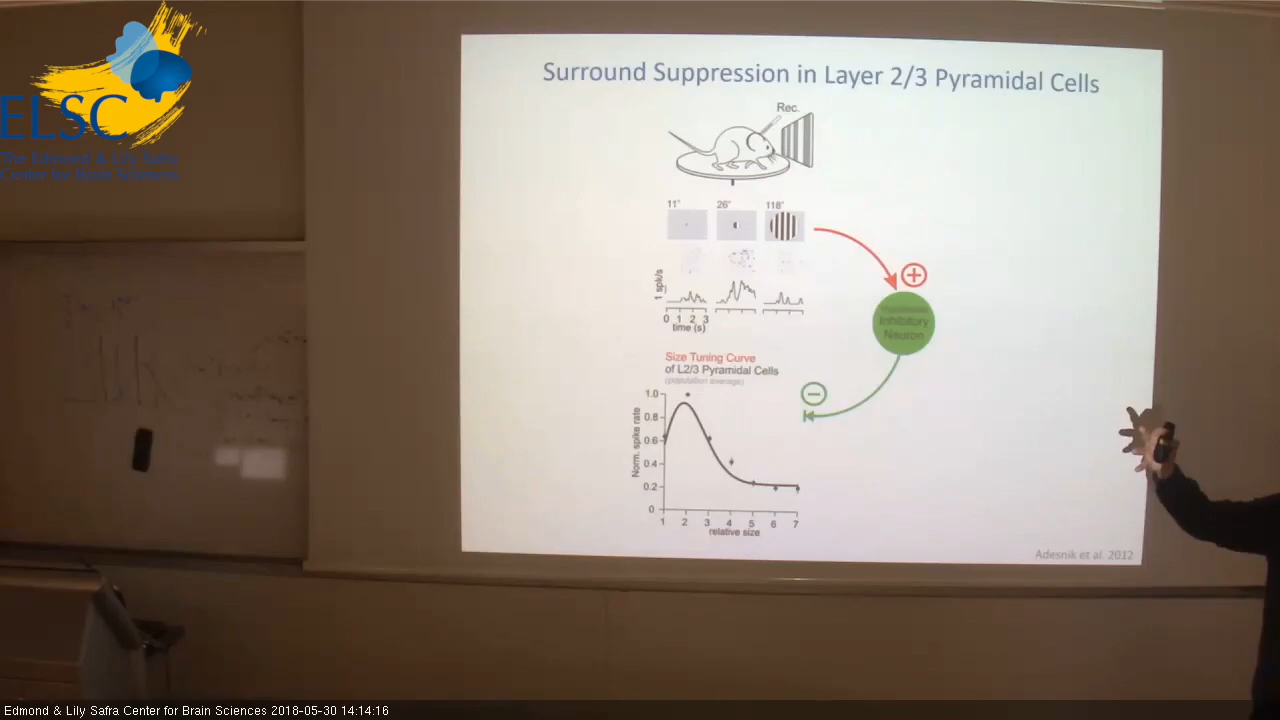 ELSC
The Edmond & Lily Safra
Center for Brain Sciences
Surround Suppression in Layer 2/3 Pyramidal Cells
Rec.
11° 26° 118°
1 spk/s
0 1 2 3
time (s)
Inhibitory
Neuron
Size Tuning Curve
of L2/3 Pyramidal Cells
(population average)
Norm. spike rate
1.0
0.8
0.6
0.4
0.2
0
1 2 3 4 5 6 7
relative size
Adesnik et al. 2012
Edmond & Lily Safra Center for Brain Sciences 2018-05-30 14:14:16